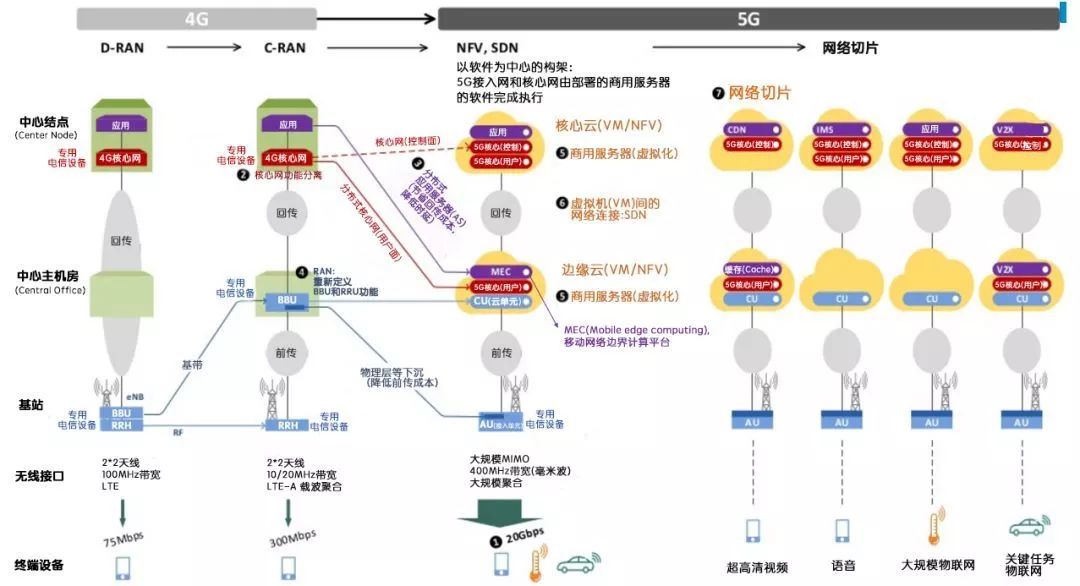 4G
5G
D-RAN
C-RAN
NFV, SDN
网络切片
以软件为中心的构架:
5G接入网和核心网由部署的商用服务器
的软件完成执行
❼ 网络切片
中心结点
(Center Node)
应用
专用
电信设备
4G核心网
应用
专用
电信设备
4G核心网
❷ 核心网功能分离
核心网(控制面)
❸ 分布式
应用服务器(AS)
(节省回传成本,
降低时延)
分布式核心网(用户面)
应用
5G核心(控制)
5G核心(用户)
核心云(VM/NFV)
❺ 商用服务器(虚拟化)
CDN
5G核心(控制)
IMS
5G核心(控制)
5G核心(用户)
应用
5G核心(控制)
5G核心(用户)
V2X
5G核心(控制)
回传
回传
回传
❻ 虚拟机(VM)间的
网络连接:SDN
中心主机房
(Central Office)
❹ RAN:
重新定义
BBU和RRU功能
专用
电信设备
BBU
MEC
5G核心(用户)
CU(云单元)
边缘云(VM/NFV)
❺ 商用服务器(虚拟化)
MEC(Mobile edge computing),
移动网络边界计算平台
缓存(Coche)
5G核心(用户)
CU
CU
CU
V2X
5G核心(用户)
CU
前传
前传
基带
物理层等下沉
(降低前传成本)
基站
eNB
专用
电信设备
BBU
RRH
RF
RRH
专用
电信设备
AU(接入单元)
专用
电信设备
AU
AU
AU
AU
无线接口
2*2天线
100MHz带宽
LTE
2*2天线
10/20MHz带宽
LTE-A 载波聚合
大规模MIMO
400MHz带宽(毫米波)
大规模聚合
75Mbps
300Mbps
❶ 20Gbps
终端设备
超高清视频
语音
大规模物联网
关键任务
物联网